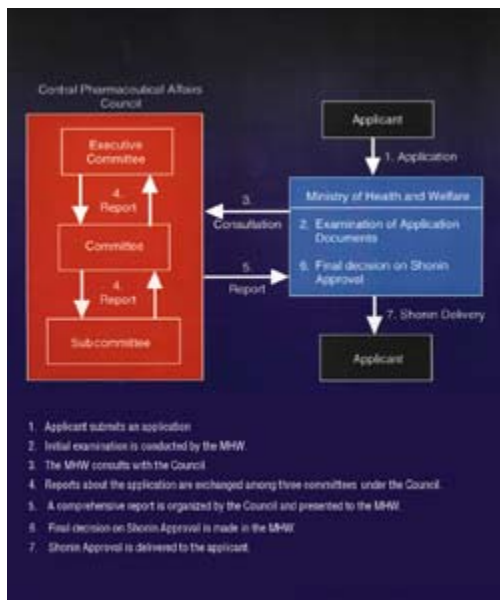 Central Pharmaceutical Affairs
Council
Executive
Committee
4.
Report
Committee
4.
Report
Subcommittee
3.
Consultation
5.
Report
Applicant
1. Application
Ministry of Health and Welfare
2. Examination of Application
Documents
6. Final decision on Shonin
Approval
7. Shonin Delivery
Applicant
1. Applicant submits an application
2. Initial examination is conducted by the MHW.
3. The MHW consults with the Council
4. Reports about the application are exchanged among three committees under the Council.
5. A comprehensive report is organized by the Council and presented to the MHW.
6. Final decision on Shonin Approval is made in the MHW.
7. Shonin Approval is delivered to the applicant.